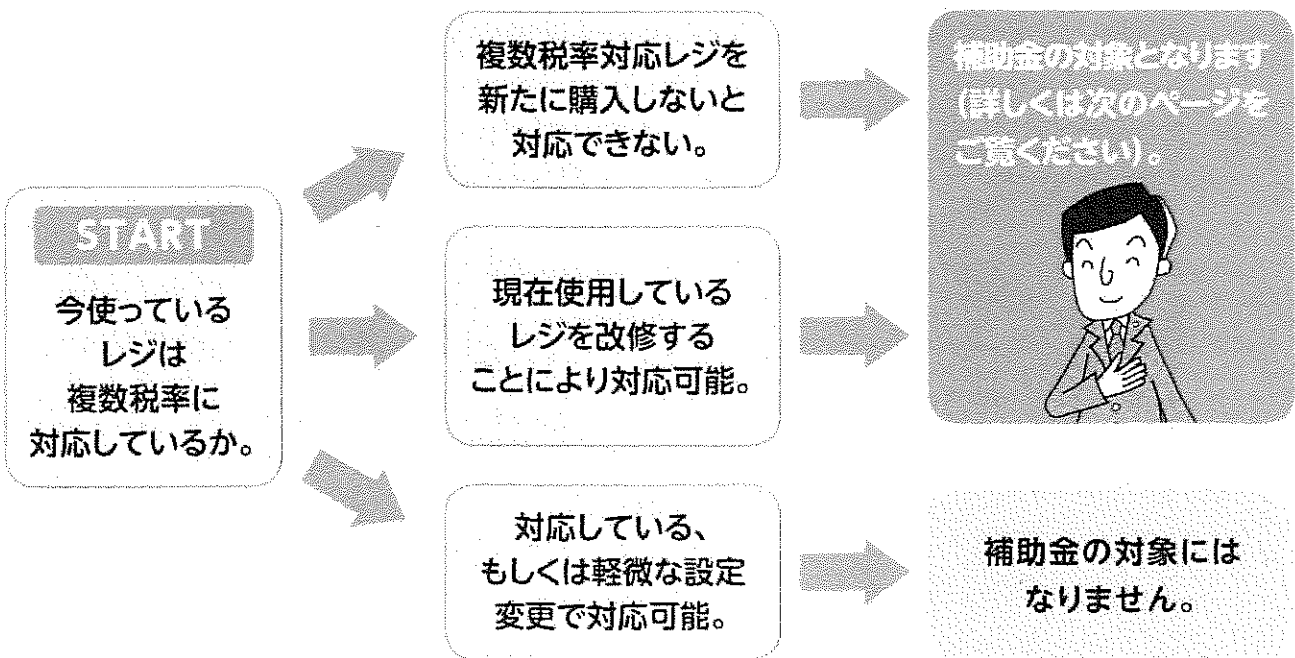 START
今使っている
レジは
複数税率に
対応しているか。
複数税率対応レジを
新たに購入しないと
対応できない。
現在使用している
レジを改修する
ことにより対応可能。
対応している、
もしくは軽微な設定
変更で対応可能。
補助金の対象となります
(詳しくは次のページを
ご覧ください)。
補助金の対象には
なりません。